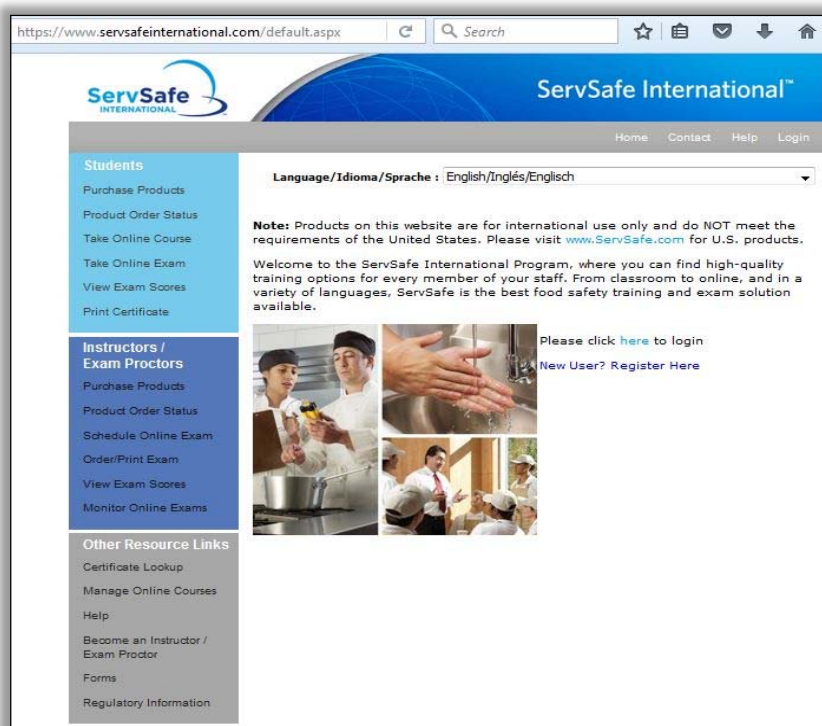 https://www.servsafeinternational.com/default.aspx
Search
ServSafe
INTERNATIONAL
ServSafe International™
Home Contact Help Login
Students
Purchase Products
Product Order Status
Take Online Course
Take Online Exam
View Exam Scores
Print Certificate
Instructors /
Exam Proctors
Purchase Products
Product Order Status
Schedule Online Exam
Order/Print Exam
View Exam Scores
Monitor Online Exams
Other Resource Links
Certificate Lookup
Manage Online Courses
Help
Become an Instructor /
Exam Proctor
Forms
Regulatory Information
Language/Idioma/Sprache : English/Inglés/Englisch
Note: Products on this website are for international use only and do NOT meet the
requirements of the United States. Please visit www.ServSafe.com for U.S. products.
Welcome to the ServSafe International Program, where you can find high-quality
training options for every member of your staff. From classroom to online, and in a
variety of languages, ServSafe is the best food safety training and exam solution
available.
Please click here to login
New User? Register Here